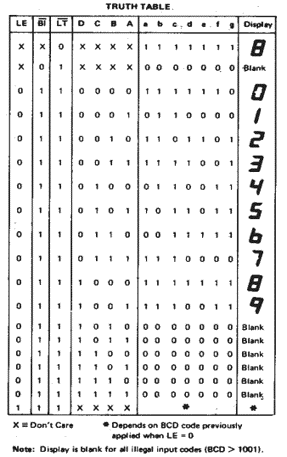 TRUTH TABLE
LE BI LT D C B A a b c d e f g Display
X X 0 X X X X 1 1 1 1 1 1 1 8
X 0 1 X X X X 0 0 0 0 0 0 0 Blank
0 1 1 0 0 0 0 1 1 1 1 1 1 0 0
0 1 1 0 0 0 1 0 1 1 0 0 0 0 1
0 1 1 0 0 1 0 1 1 0 1 1 0 1 2
0 1 1 0 0 1 1 1 1 1 1 0 0 1 3
0 1 1 0 1 0 0 0 1 1 0 0 1 1 4
0 1 1 0 1 0 1 1 0 1 1 0 1 1 5
0 1 1 0 1 1 0 0 0 1 1 1 1 1 b
0 1 1 0 1 1 1 1 1 1 0 0 0 0 7
0 1 1 1 0 0 0 1 1 1 1 1 1 1 8
0 1 1 1 0 0 1 1 1 1 0 0 1 1 9
0 1 1 1 0 1 0 0 0 0 0 0 0 0 Blank
0 1 1 1 0 1 1 0 0 0 0 0 0 0 Blank
0 1 1 1 1 0 0 0 0 0 0 0 0 0 Blank
0 1 1 1 1 0 1 0 0 0 0 0 0 0 Blank
0 1 1 1 1 1 0 0 0 0 0 0 0 0 Blank
0 1 1 1 1 1 1 0 0 0 0 0 0 0 Blank
1 1 1 X X X X * *
X = Don't Care * Depends on BCD code previously
applied when LE = 0
Note: Display is blank for all illegal input codes (BCD > 1001).